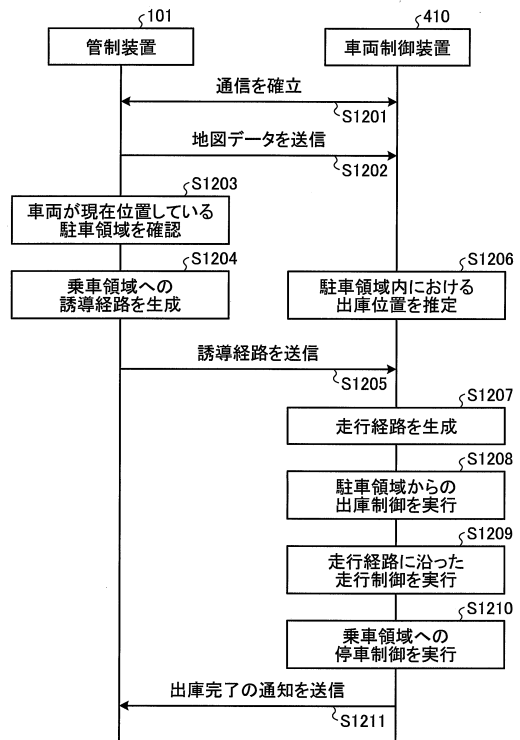 101
410
管制装置
車両制御装置
通信を確立
S1201
地図データを送信
S1202
S1203
車両が現在位置している
駐車領域を確認
S1204
乗車領域への
誘導経路を生成
S1206
駐車領域内における
出庫位置を推定
誘導経路を送信
S1205
S1207
走行経路を生成
S1208
駐車領域からの
出庫制御を実行
S1209
走行経路に沿った
走行制御を実行
S1210
乗車領域への
停車制御を実行
出庫完了の通知を送信
S1211